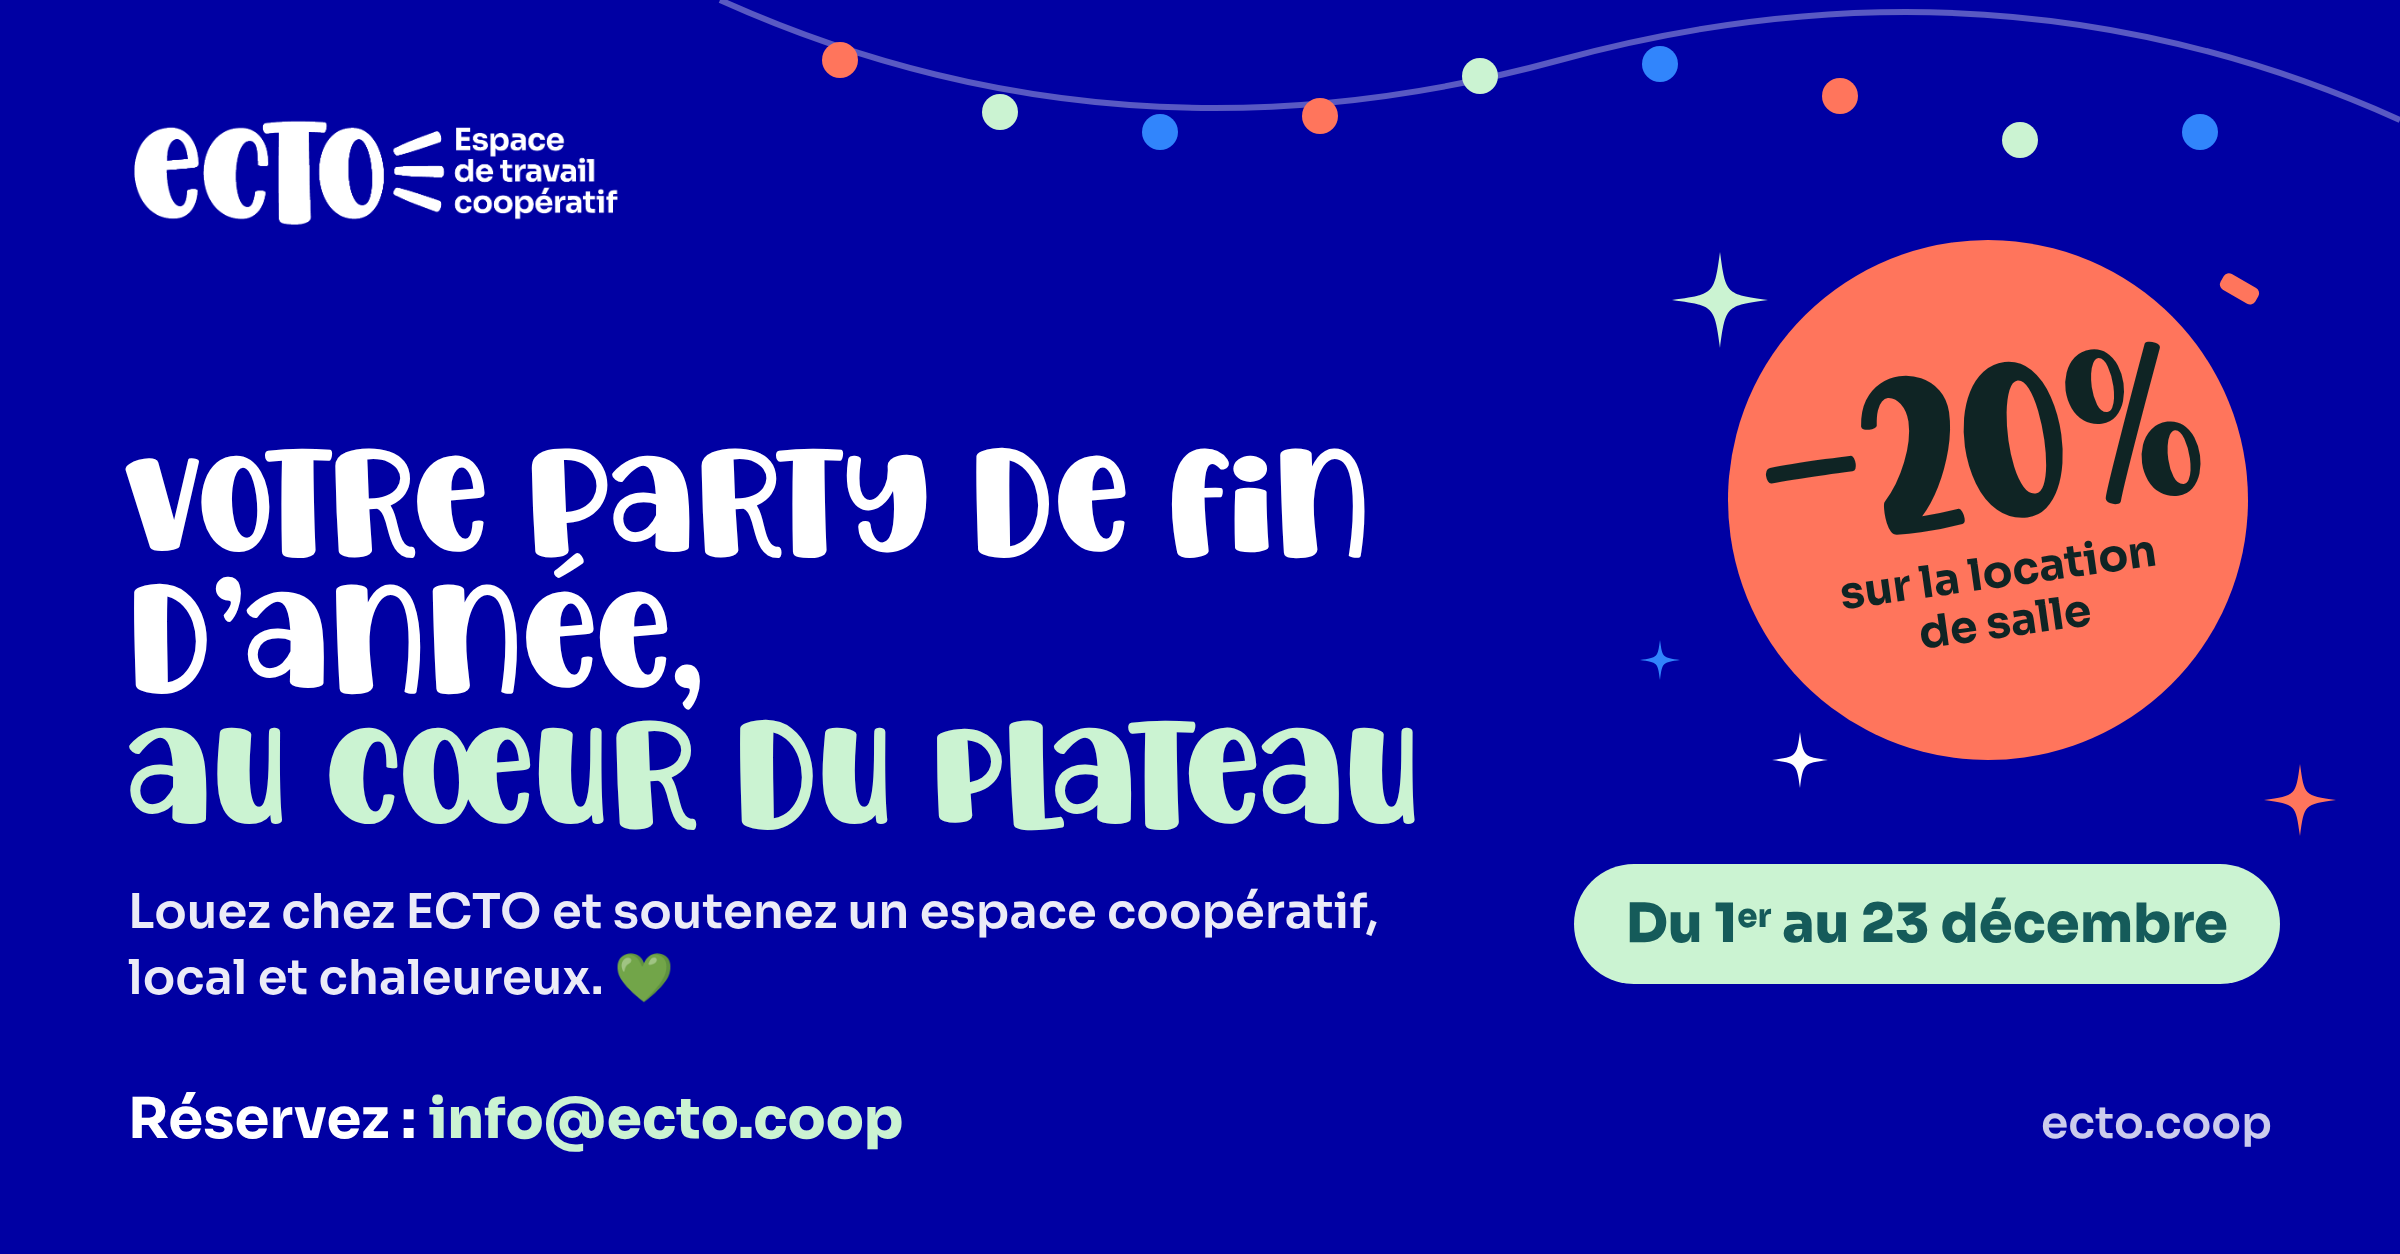 ecto
Espace
de travail
coopératif
–20%
sur la location
de salle
Votre party de fin
d’année,
au cœur du Plateau
Louez chez ECTO et soutenez un espace coopératif,
local et chaleureux. 💚
Du 1er au 23 décembre
Réservez : info@ecto.coop
ecto.coop